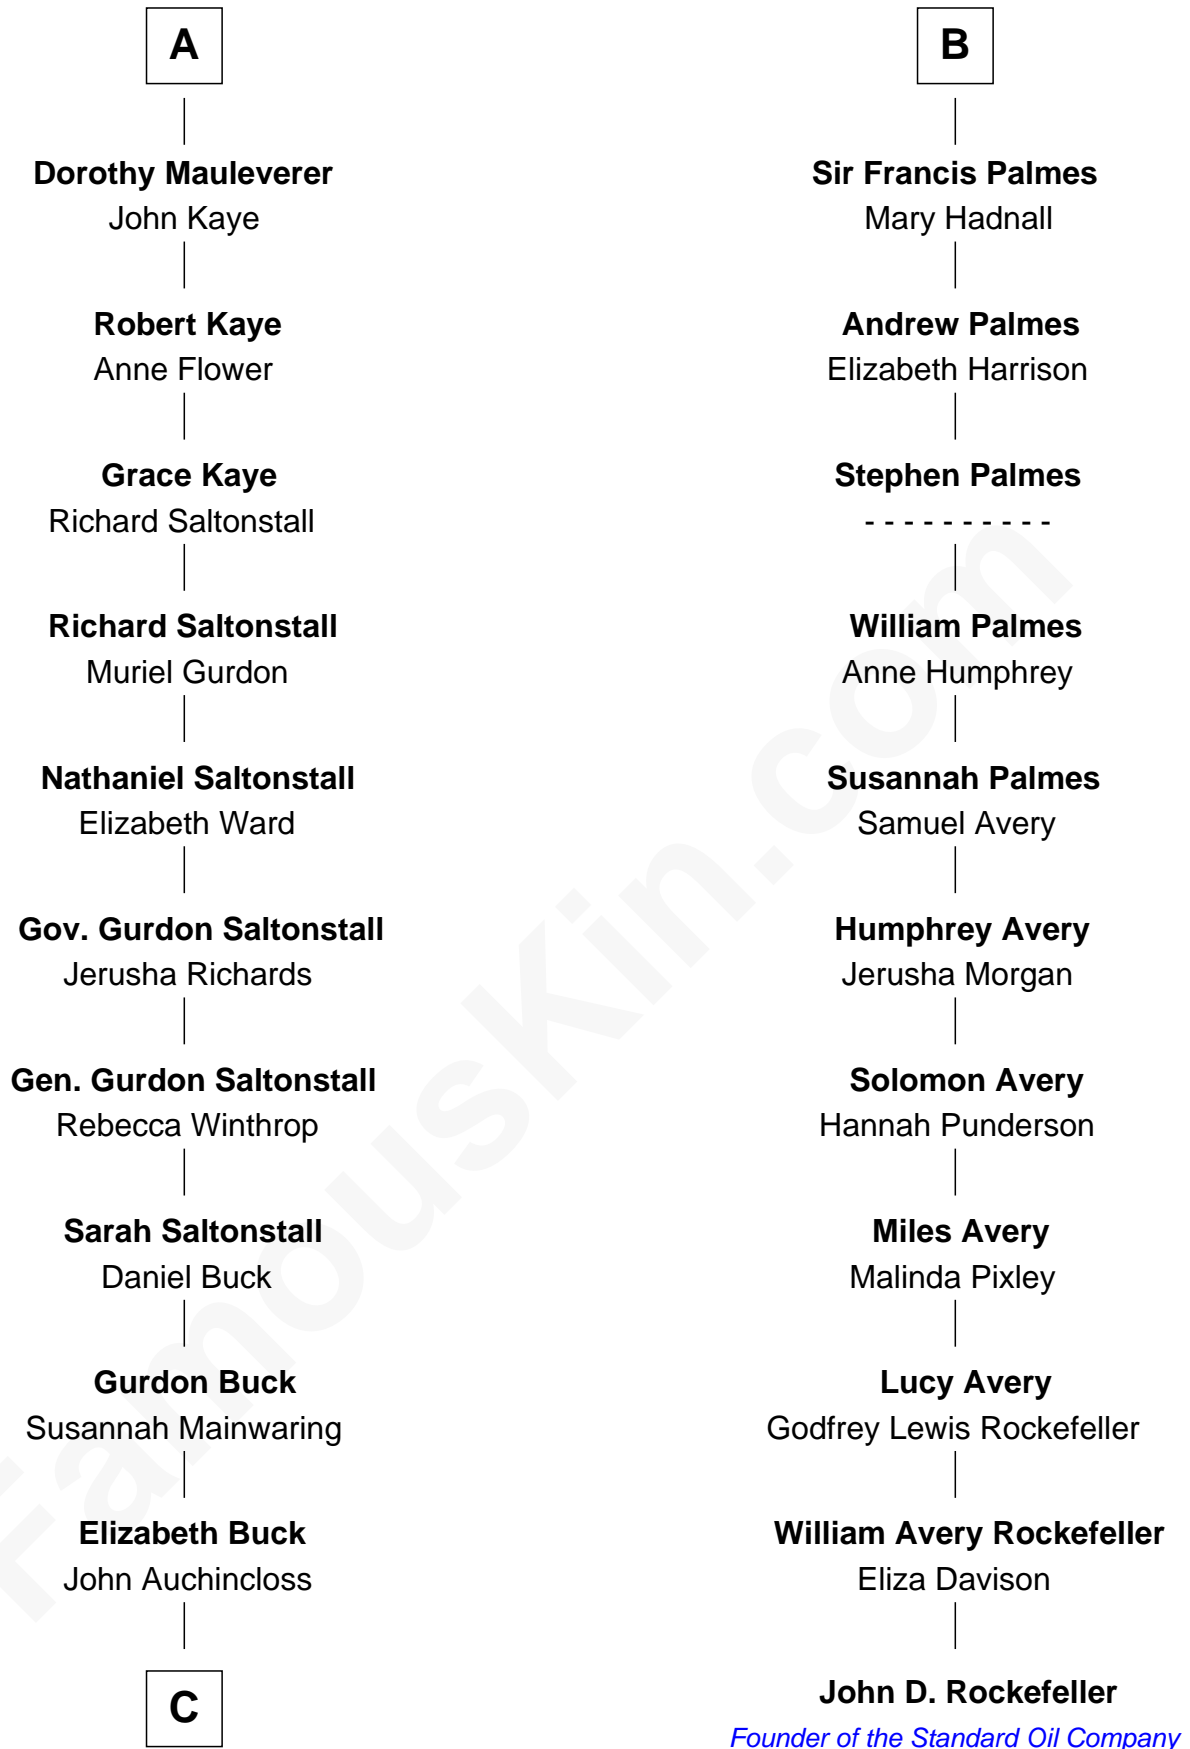 A
Dorothy Mauleverer
John Kaye
Robert Kaye
Anne Flower
Grace Kaye
Richard Saltonstall
Richard Saltonstall
Muriel Gurdon
Nathaniel Saltonstall
Elizabeth Ward
Gov. Gurdon Saltonstall
Jerusha Richards
Gen. Gurdon Saltonstall
Rebecca Winthrop
Sarah Saltonstall
Daniel Buck
Gurdon Buck
Susannah Mainwaring
Elizabeth Buck
John Auchincloss
C
B
Sir Francis Palmes
Mary Hadnall
Andrew Palmes
Elizabeth Harrison
Stephen Palmes
- - - - - - - - - -
William Palmes
Anne Humphrey
Susannah Palmes
Samuel Avery
Humphrey Avery
Jerusha Morgan
Solomon Avery
Hannah Punderson
Miles Avery
Malinda Pixley
Lucy Avery
Godfrey Lewis Rockefeller
William Avery Rockefeller
Eliza Davison
John D. Rockefeller
Founder of the Standard Oil Company
FamousKin.com